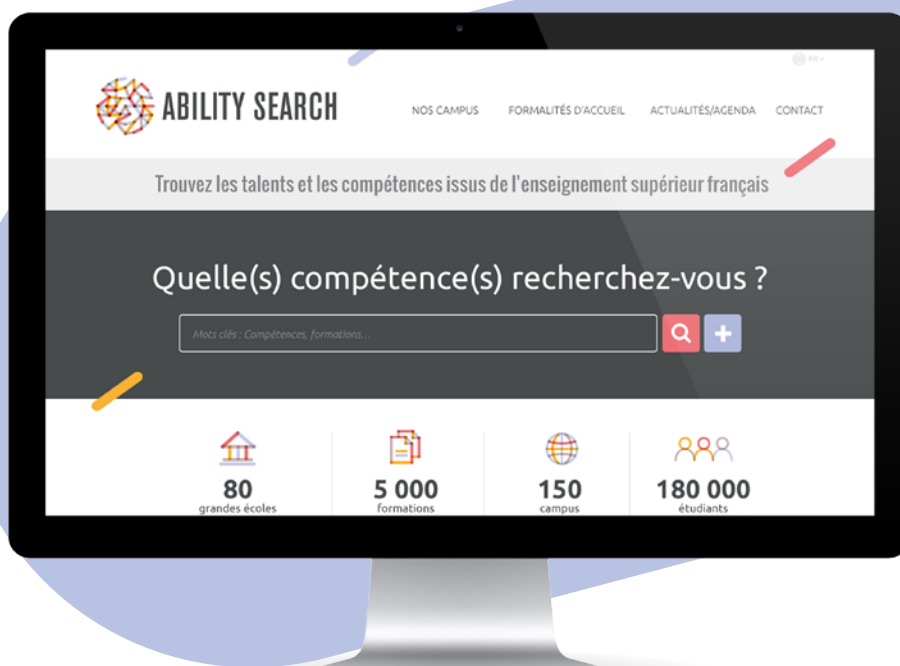 FR
ABILITY SEARCH
NOS CAMPUS FORMALITÉS D'ACCUEIL ACTUALITÉS/AGENDA CONTACT
Trouvez les talents et les compétences issus de l'enseignement supérieur français
Quelle(s) compétence(s) recherchez-vous ?
Mots clés : Compétences, formations...
80 5 000 150 180 000
grandes écoles formations campus étudiants